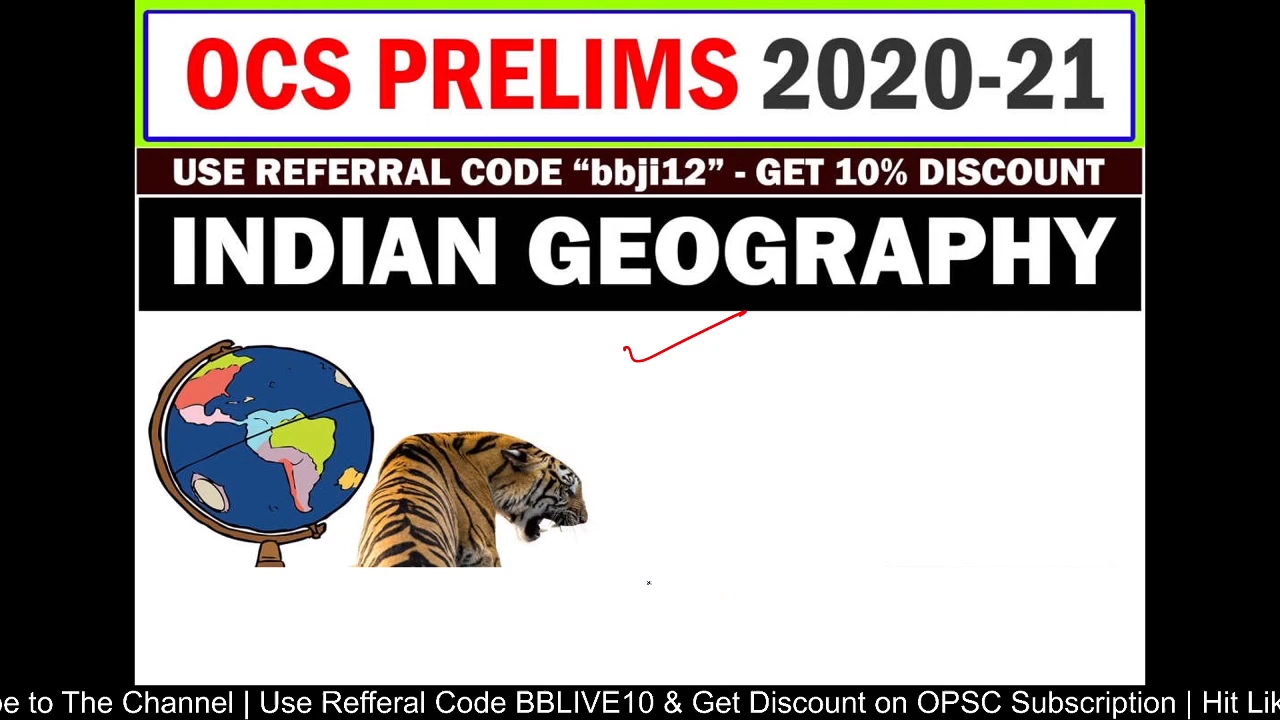 OCS PRELIMS 2020-21
USE REFERRAL CODE “bbji12” - GET 10% DISCOUNT
INDIAN GEOGRAPHY
to The Channel | Use Refferal Code BBLIVE10 & Get Discount on OPSC Subscription | Hit